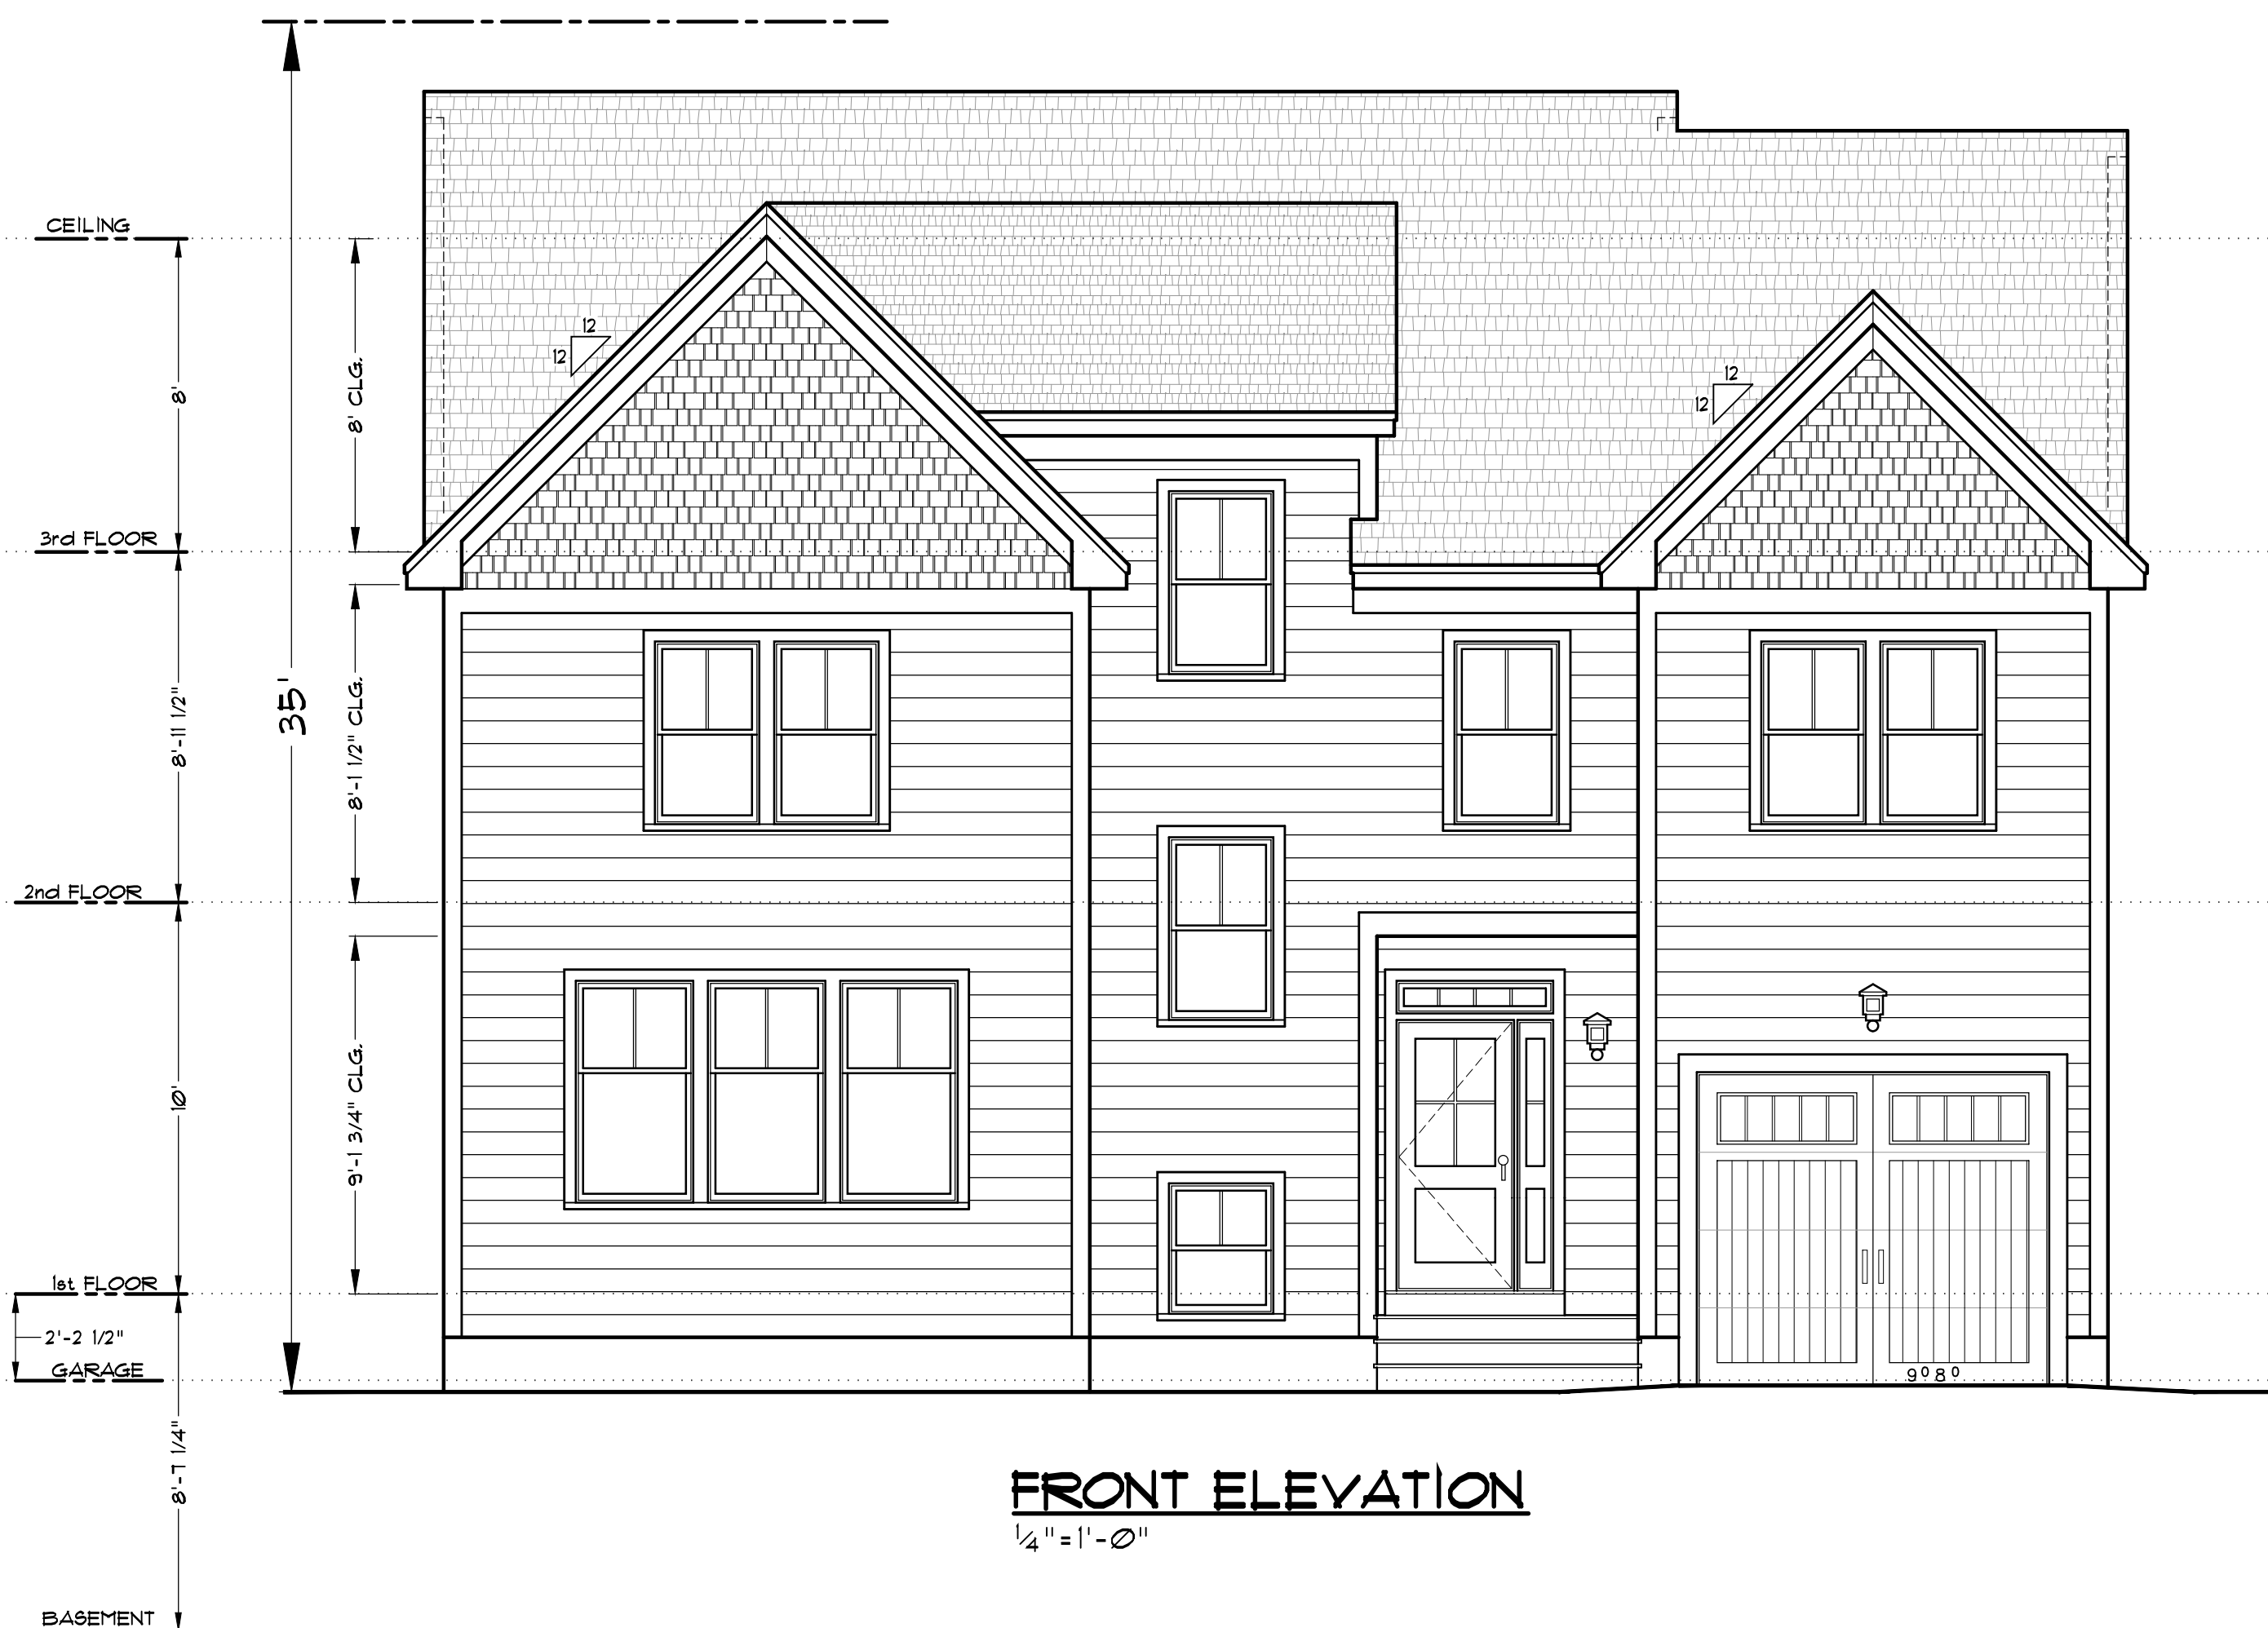 CEILING
8'
8' CLG.
12
12
12
12
3rd FLOOR
8'-11 1/2"
35'
8'-1 1/2" CLG.
2nd FLOOR
10'
9'-1 3/4" CLG.
1st FLOOR
2'-2 1/2"
GARAGE
9⁰ 8⁰
8'-7 1/4"
FRONT ELEVATION
1/4"=1'-0"
BASEMENT